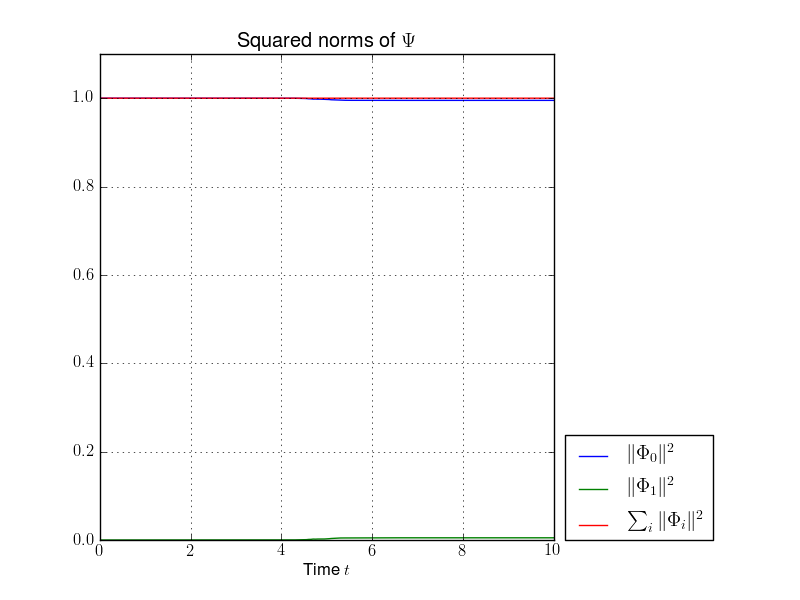 Squared norms of Ψ
1.0
0.8
0.6
0.4
0.2
0.0
0 2 4 6 8 10
Time t
‖Φ₀‖²
‖Φ₁‖²
∑ᵢ ‖Φᵢ‖²